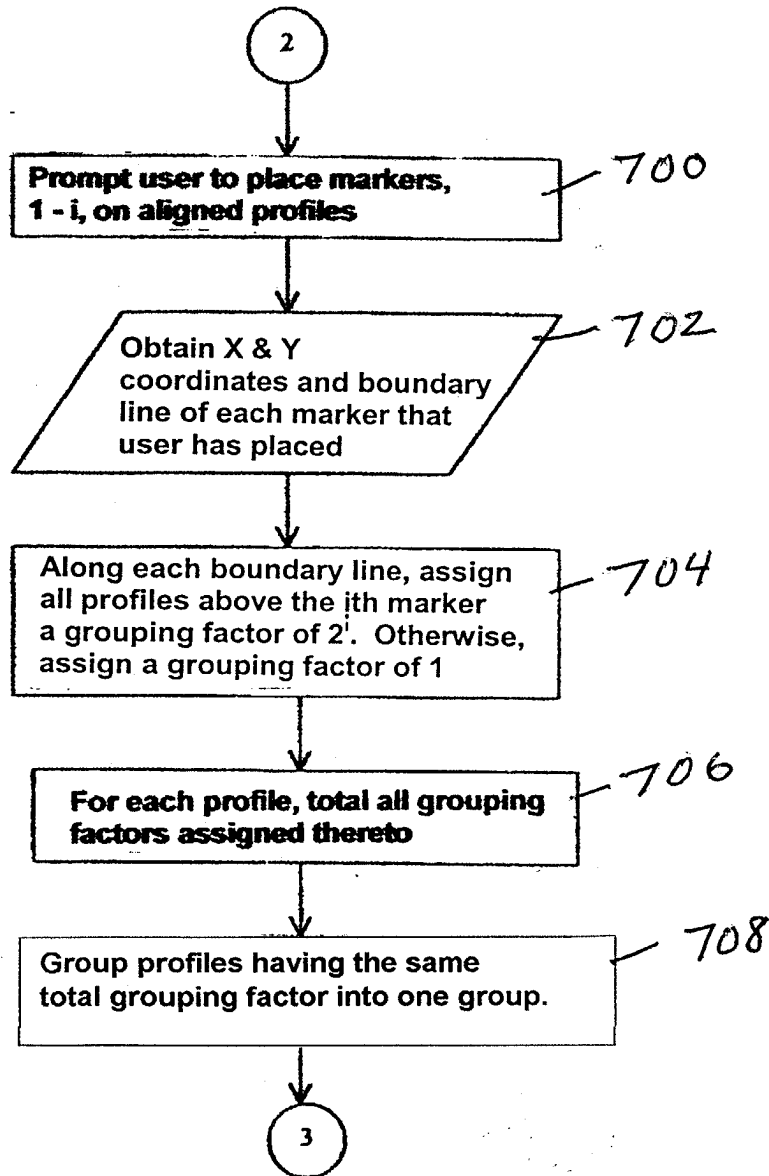 2
Prompt user to place markers,
1 - i, on aligned profiles
700
Obtain X & Y
coordinates and boundary
line of each marker that
user has placed
702
Along each boundary line, assign
all profiles above the ith marker
a grouping factor of 2ⁱ. Otherwise,
assign a grouping factor of 1
704
For each profile, total all grouping
factors assigned thereto
706
Group profiles having the same
total grouping factor into one group.
708
3